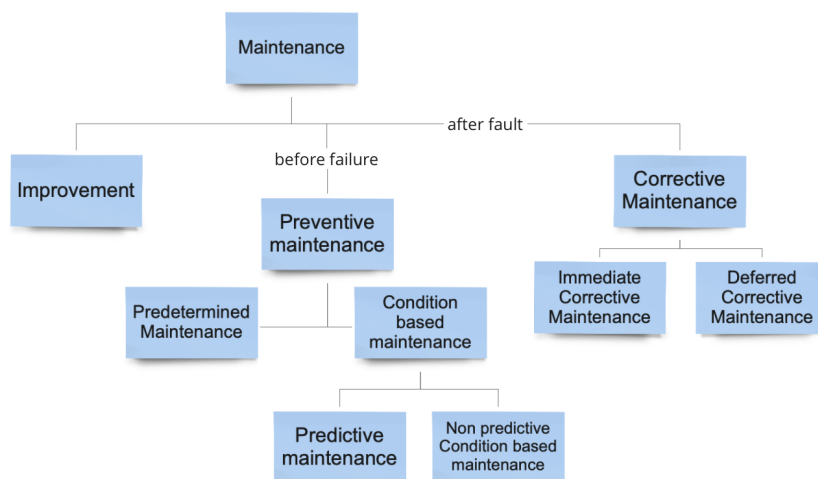 Maintenance
after fault
before failure
Improvement
Corrective
Maintenance
Preventive
maintenance
Immediate
Corrective
Maintenance
Deferred
Corrective
Maintenance
Predetermined
Maintenance
Condition
based
maintenance
Predictive
maintenance
Non predictive
Condition based
maintenance